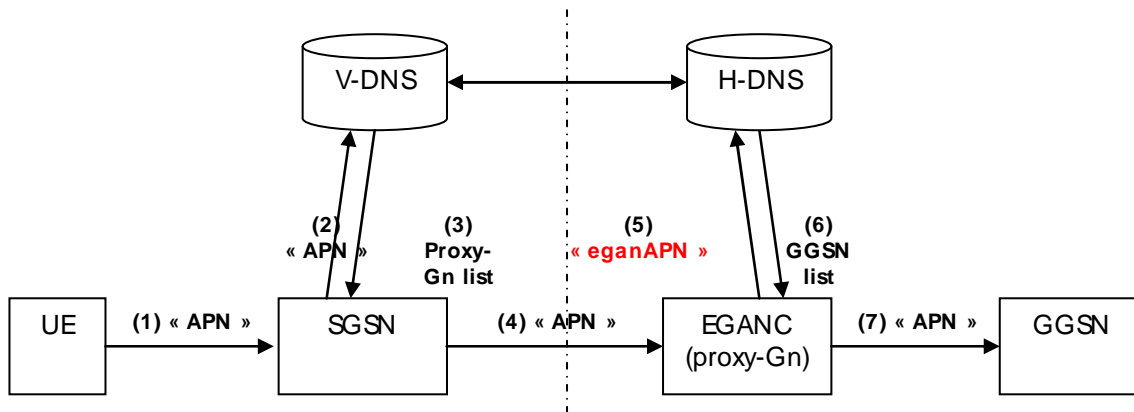 V-DNS
H-DNS
(2)
« APN »
(3)
Proxy-
Gn list
(5)
« eganAPN »
(6)
GGSN
list
UE
(1) « APN »
SGSN
(4) « APN »
EGANC
(proxy-Gn)
(7) « APN »
GGSN